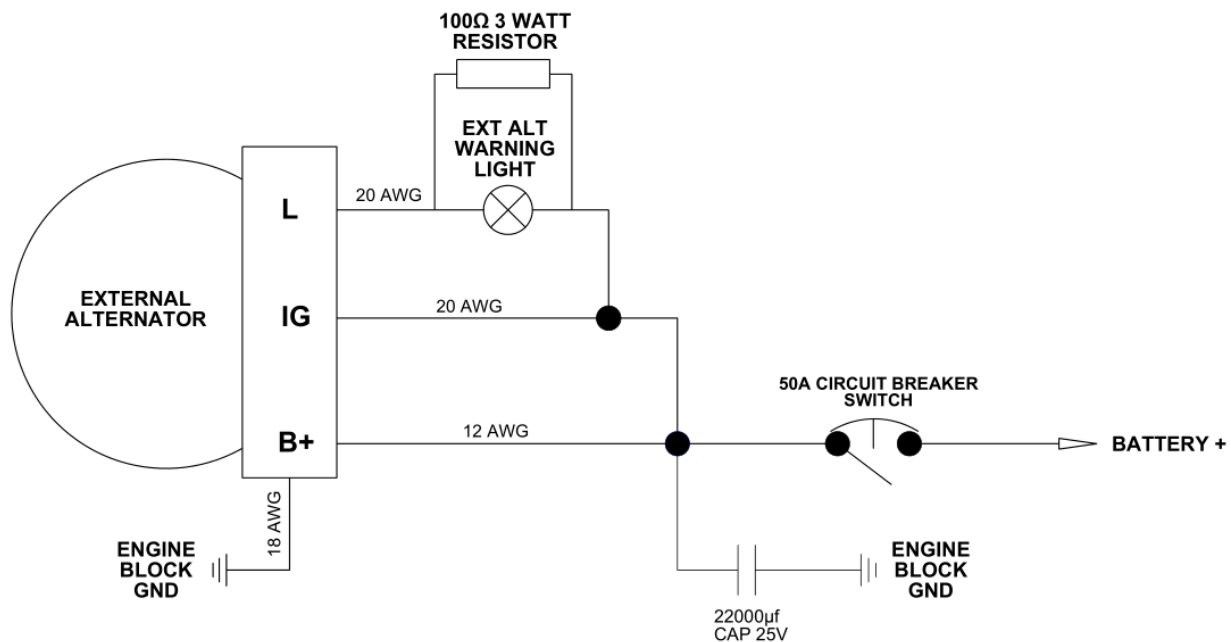 100Ω 3 WATT
RESISTOR
EXT ALT
WARNING
LIGHT
20 AWG
L
EXTERNAL
ALTERNATOR
IG
20 AWG
50A CIRCUIT BREAKER
SWITCH
B+
12 AWG
BATTERY +
18 AWG
ENGINE
BLOCK
GND
ENGINE
BLOCK
GND
22000µf
CAP 25V